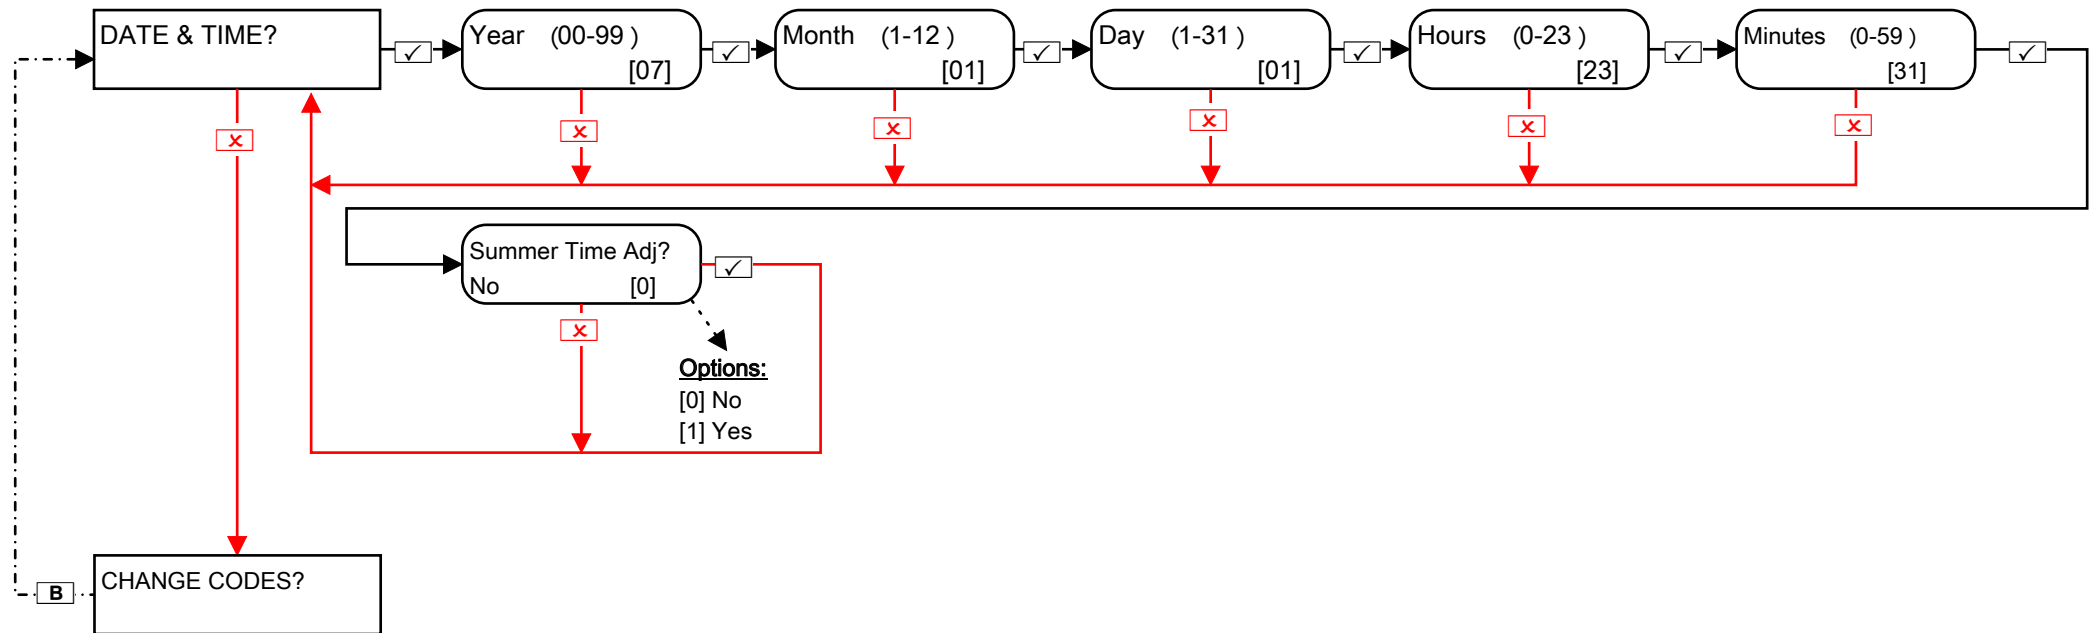 DATE & TIME?
Year (00-99 )
[07]
Month (1-12 )
[01]
Day (1-31 )
[01]
Hours (0-23 )
[23]
Minutes (0-59 )
[31]
Summer Time Adj?
No [0]
Options:
[0] No
[1] Yes
CHANGE CODES?
B